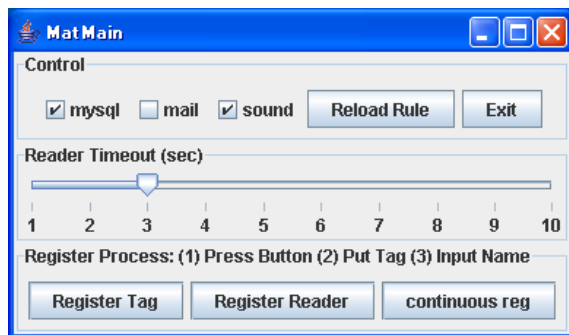 MatMain
Control
mysql mail sound Reload Rule Exit
Reader Timeout (sec)
1 2 3 4 5 6 7 8 9 10
Register Process: (1) Press Button (2) Put Tag (3) Input Name
Register Tag Register Reader continuous reg